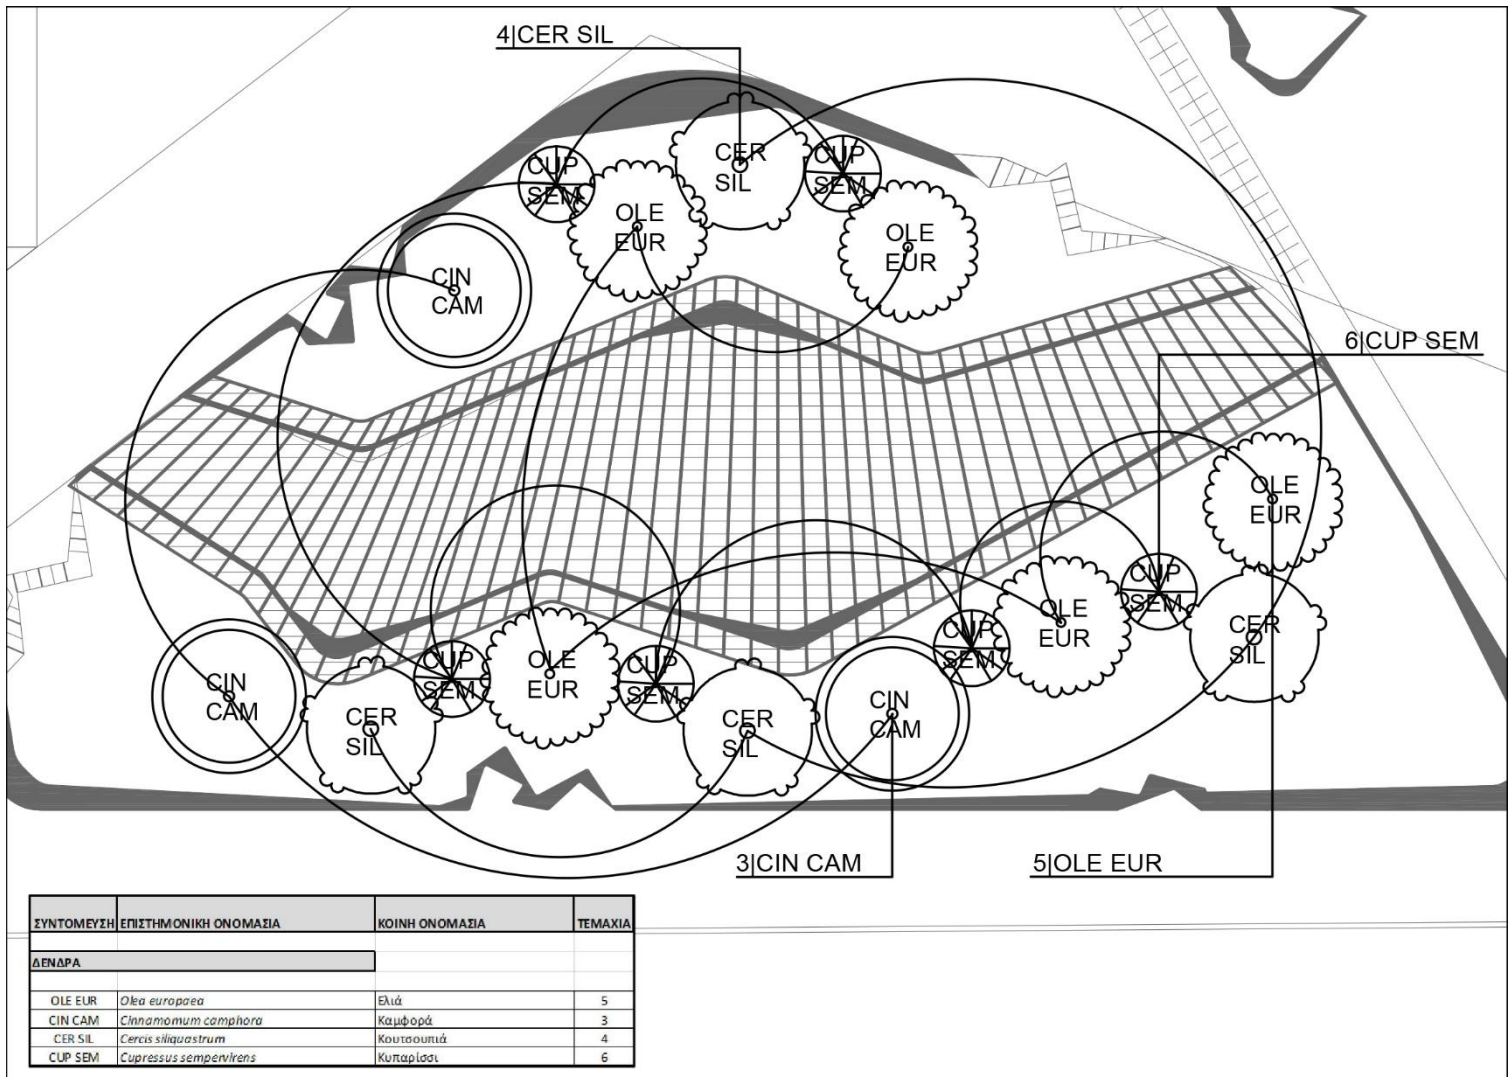 4|CER SIL
CUP
SEM
CER
SIL
CUP
SEM
OLE
EUR
OLE
EUR
CIN
CAM
6|CUP SEM
OLE
EUR
CUP
SEM
OLE
EUR
CER
SIL
CUP
SEM
CUP
SEM
OLE
EUR
CUP
SEM
CIN
CAM
CER
SIL
CER
SIL
CIN
CAM
3|CIN CAM
5|OLE EUR
ΣΥΝΤΟΜΕΥΣΗ ΕΠΙΣΤΗΜΟΝΙΚΗ ΟΝΟΜΑΣΙΑ ΚΟΙΝΗ ΟΝΟΜΑΣΙΑ ΤΕΜΑΧΙΑ
ΔΕΝΔΡΑ
OLE EUR Olea europaea Ελιά 5
CIN CAM Cinnamomum camphora Καμφορά 3
CER SIL Cercis siliquastrum Κουτσουπιά 4
CUP SEM Cupressus sempervirens Κυπαρίσσι 6